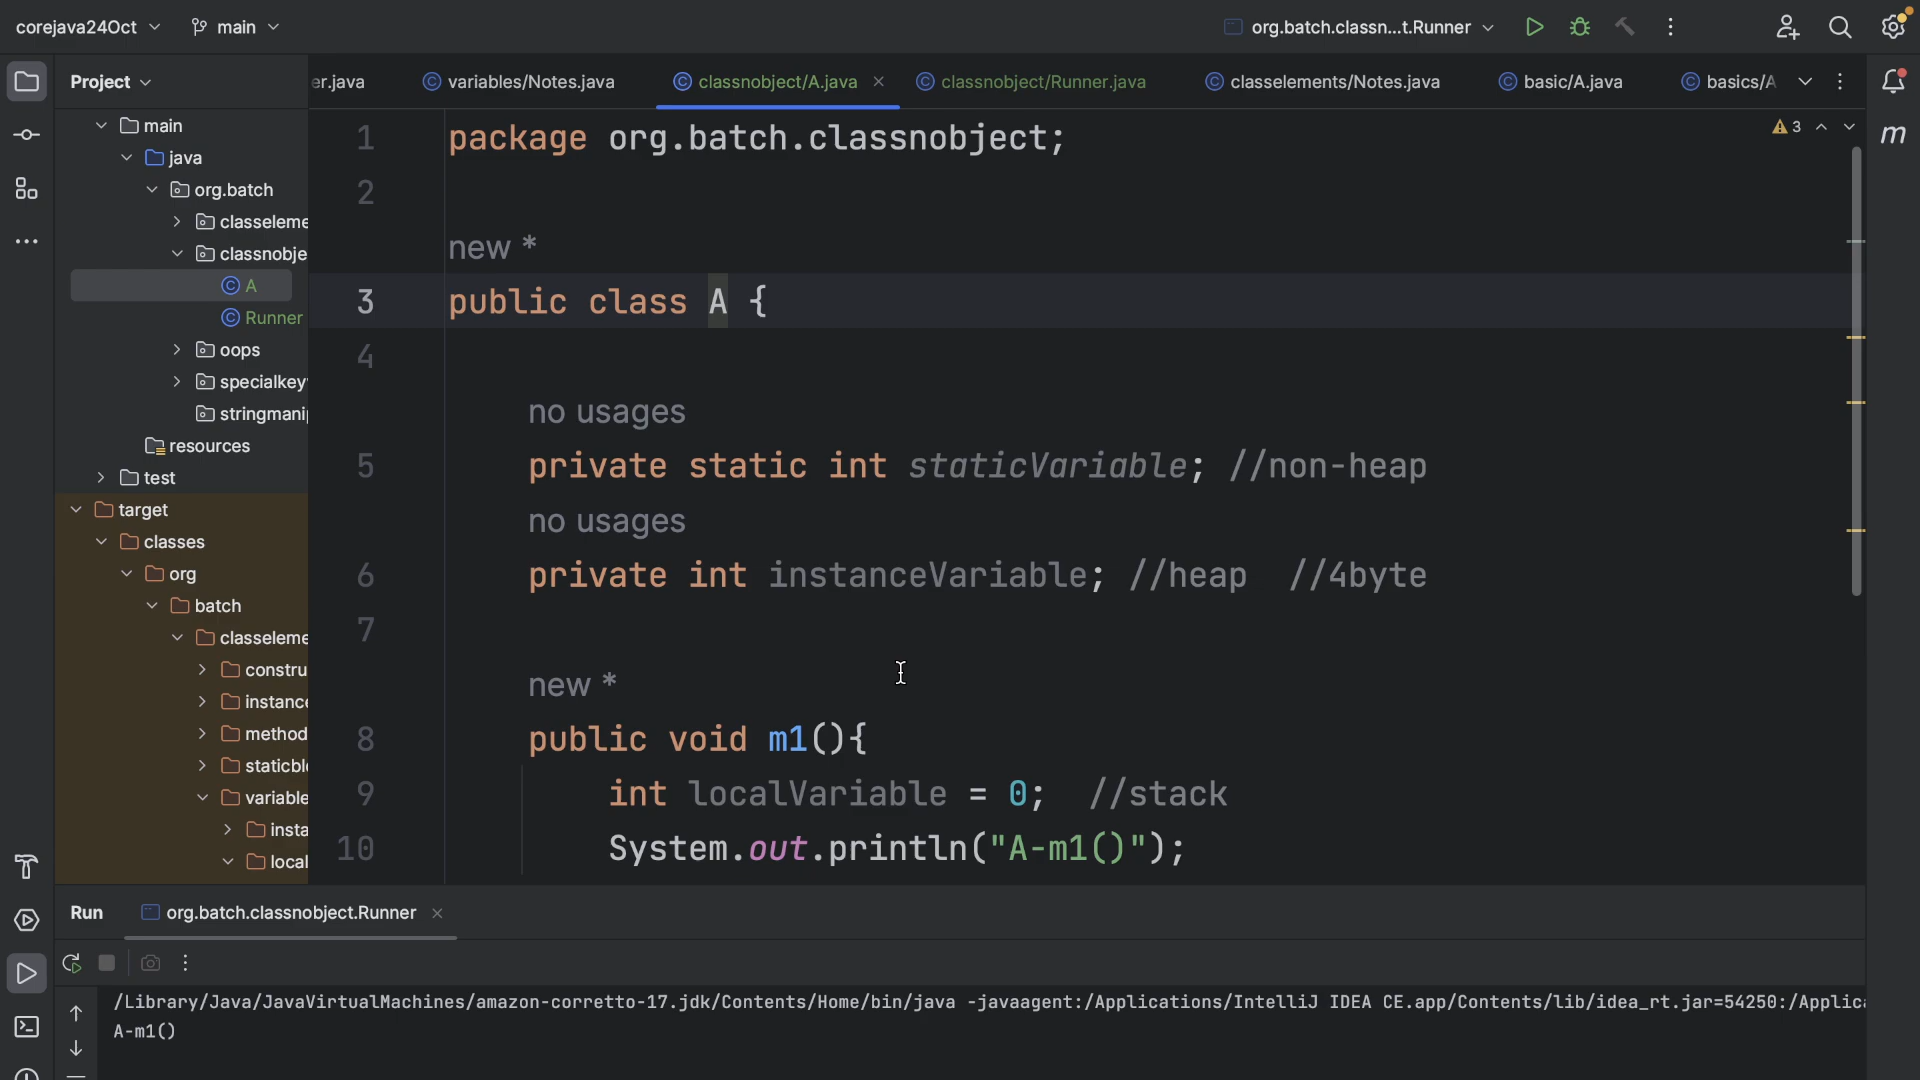 corejava24Oct
main
org.batch.classn...t.Runner
Project
er.java
variables/Notes.java
classnobject/A.java
classnobject/Runner.java
classelements/Notes.java
basic/A.java
basics/A
main
java
org.batch
classeleme
classnobje
A
Runner
oops
specialkey
stringmani
resources
test
target
classes
org
batch
classeleme
constru
instance
method
staticbl
variable
insta
local
3
m
1 package org.batch.classnobject;
2
new *
3 public class A {
4
no usages
5 private static int staticVariable; //non-heap
no usages
6 private int instanceVariable; //heap //4byte
7
new *
8 public void m1(){
9 int localVariable = 0; //stack
10 System.out.println("A-m1()");
Run
org.batch.classnobject.Runner
/Library/Java/JavaVirtualMachines/amazon-corretto-17.jdk/Contents/Home/bin/java -javaagent:/Applications/IntelliJ IDEA CE.app/Contents/lib/idea_rt.jar=54250:/Applica
A-m1()